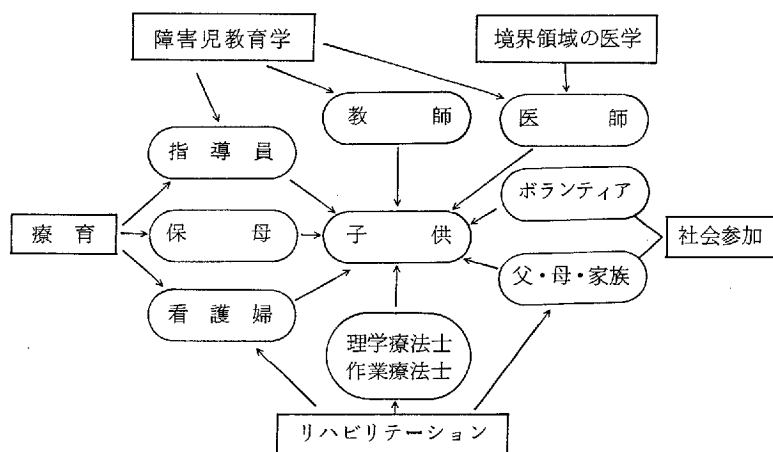 障害児教育学
境界領域の医学
教師
医師
指導員
ボランティア
療育
保母
子供
社会参加
父・母・家族
看護婦
理学療法士
作業療法士
リハビリテーション